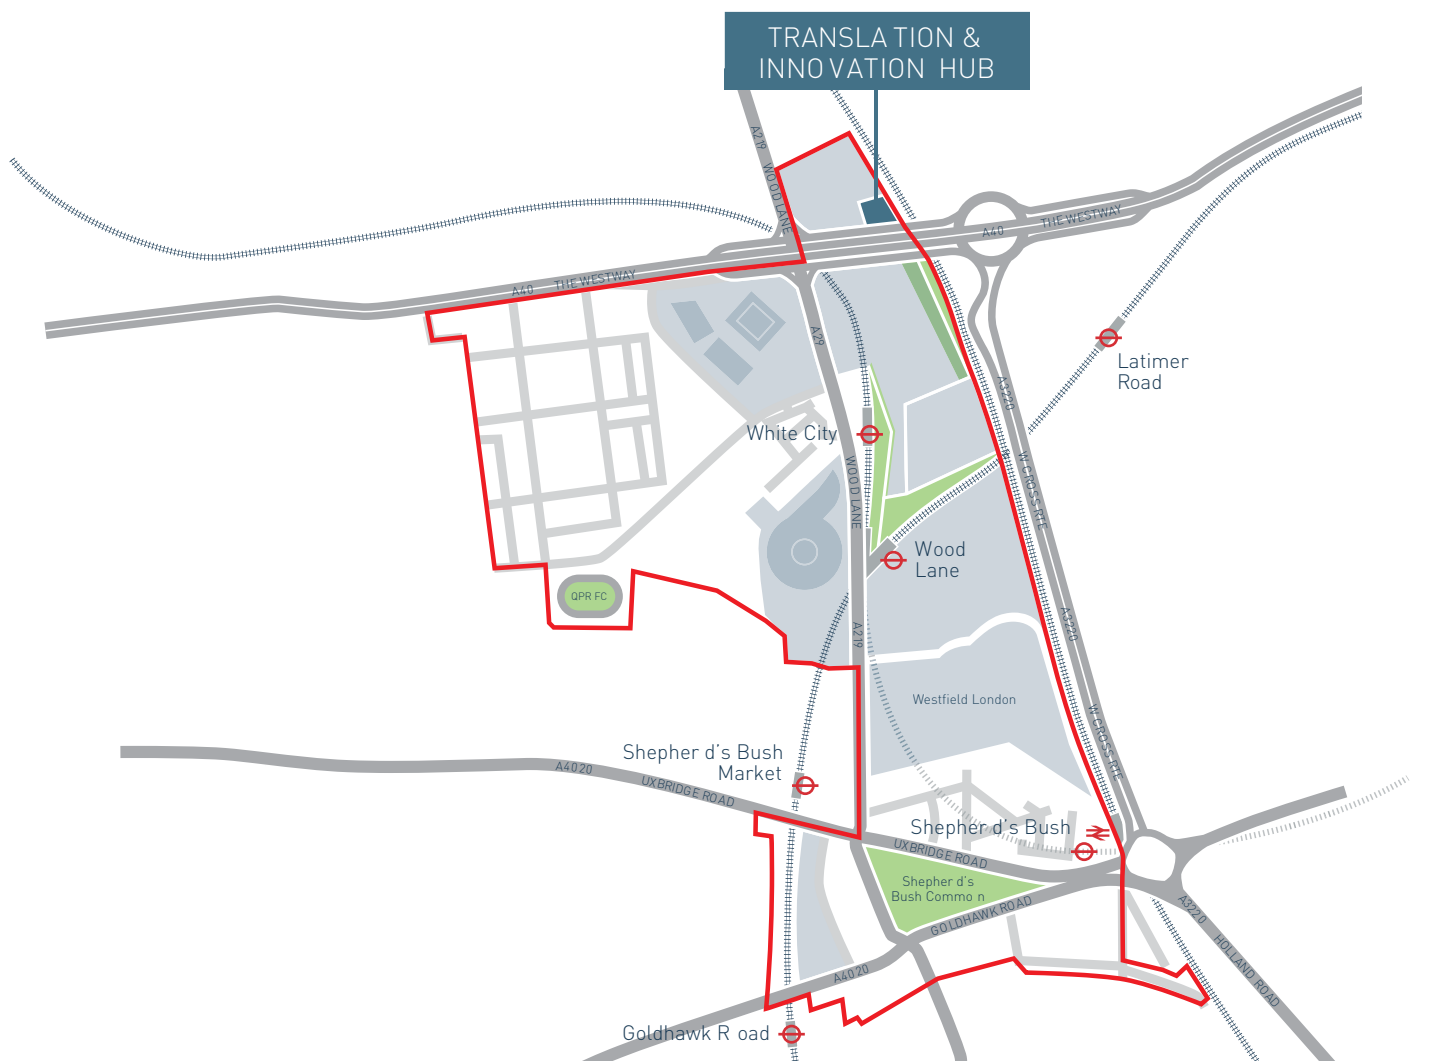 TRANSLATION &
INNOVATION HUB
A219
WOOD LANE
A40
THE WESTWAY
A40
THE WESTWAY
A29
Latimer
Road
A3220
White City
WOOD LANE
W CROSS RTE
Wood
Lane
QPR FC
A219
A3220
Westfield London
W CROSS RTE
Shepherd's Bush
Market
A4020
UXBRIDGE ROAD
Shepherd's Bush
UXBRIDGE ROAD
Shepherd's
Bush Common
GOLDHAWK ROAD
A3220
HOLLAND ROAD
A4020
Goldhawk Road